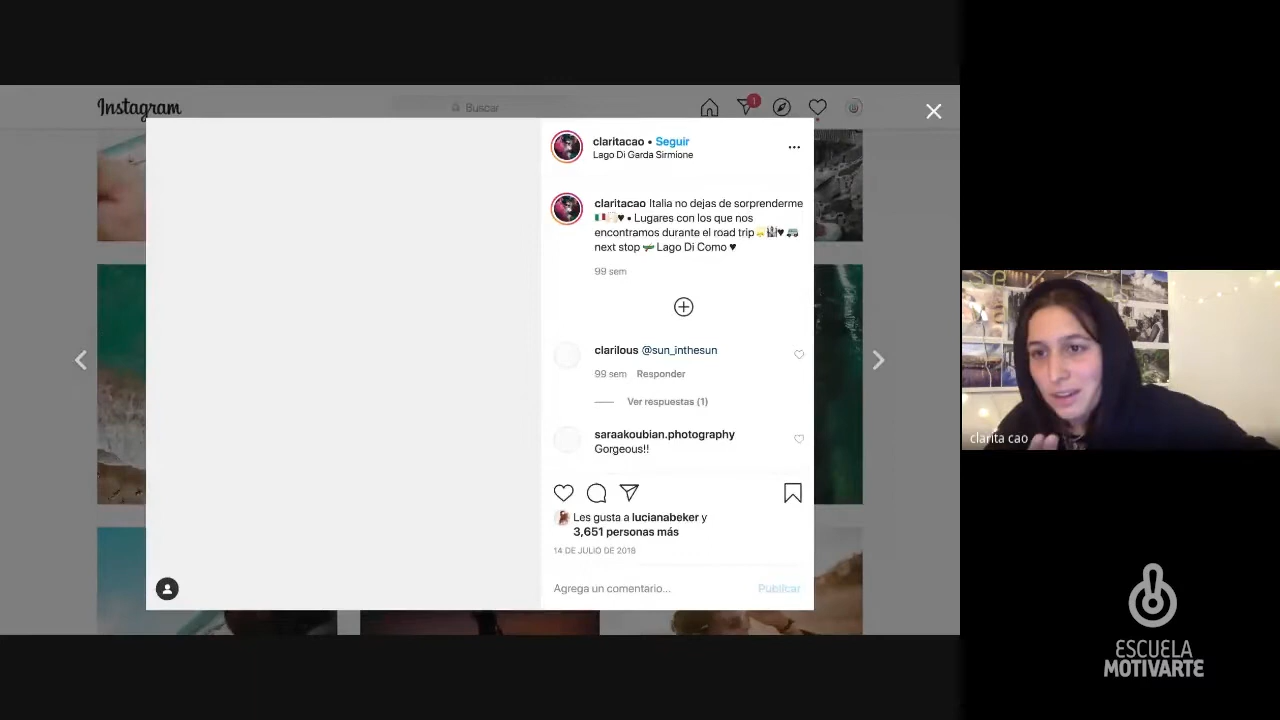 Instagram
Buscar
1
claritacao • Seguir
Lago Di Garda Sirmione
claritacao Italia no dejas de sorprenderme
🇮🇹♥ • Lugares con los que nos
encontramos durante el road trip ♥
next stop Lago Di Como ♥
99 sem
clarilous @sun_inthesun
99 sem Responder
Ver respuestas (1)
saraakoubian.photography
Gorgeous!!
Les gusta a lucianabeker y
3,651 personas más
14 DE JULIO DE 2018
Agrega un comentario...
Publicar
clarita cao
ESCUELA
MOTIVARTE